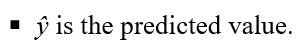 ▪ ŷ is the predicted value.